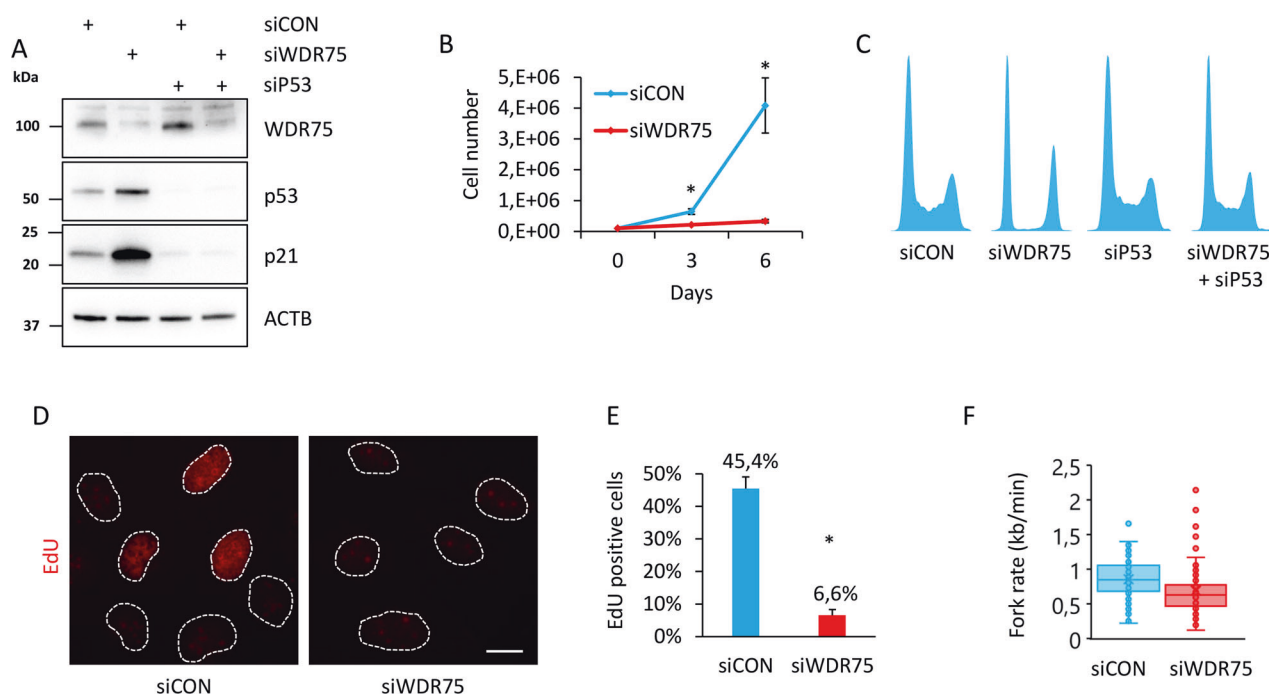 A
+ + siCON
+ + siWDR75
kDa
+ + siP53
100 WDR75
50 p53
25
20 p21
37 ACTB
B
5,E+06
4,E+06
3,E+06
2,E+06
1,E+06
0,E+00
Cell number
siCON
siWDR75
*
*
0 3 6
Days
C
siCON siWDR75 siP53 siWDR75
+ siP53
D
EdU
siCON siWDR75
E
EdU positive cells
50%
40%
30%
20%
10%
0%
45,4%
*
6,6%
siCON siWDR75
F
Fork rate (kb/min)
2,5
2
1,5
1
0,5
0
siCON siWDR75